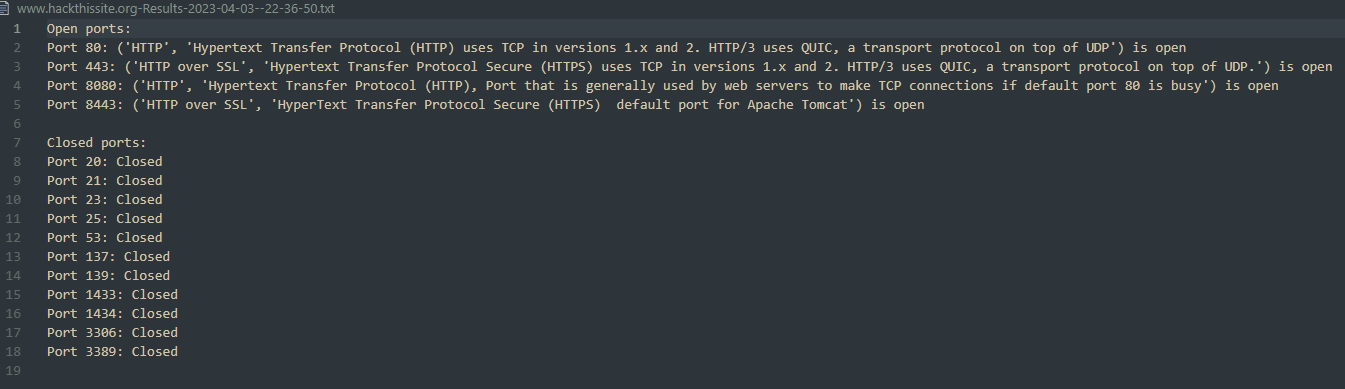 www.hackthissite.org-Results-2023-04-03--22-36-50.txt
1 Open ports:
2 Port 80: ('HTTP', 'Hypertext Transfer Protocol (HTTP) uses TCP in versions 1.x and 2. HTTP/3 uses QUIC, a transport protocol on top of UDP') is open
3 Port 443: ('HTTP over SSL', 'Hypertext Transfer Protocol Secure (HTTPS) uses TCP in versions 1.x and 2. HTTP/3 uses QUIC, a transport protocol on top of UDP.') is open
4 Port 8080: ('HTTP', 'Hypertext Transfer Protocol (HTTP), Port that is generally used by web servers to make TCP connections if default port 80 is busy') is open
5 Port 8443: ('HTTP over SSL', 'HyperText Transfer Protocol Secure (HTTPS)  default port for Apache Tomcat') is open
6
7 Closed ports:
8 Port 20: Closed
9 Port 21: Closed
10 Port 23: Closed
11 Port 25: Closed
12 Port 53: Closed
13 Port 137: Closed
14 Port 139: Closed
15 Port 1433: Closed
16 Port 1434: Closed
17 Port 3306: Closed
18 Port 3389: Closed
19